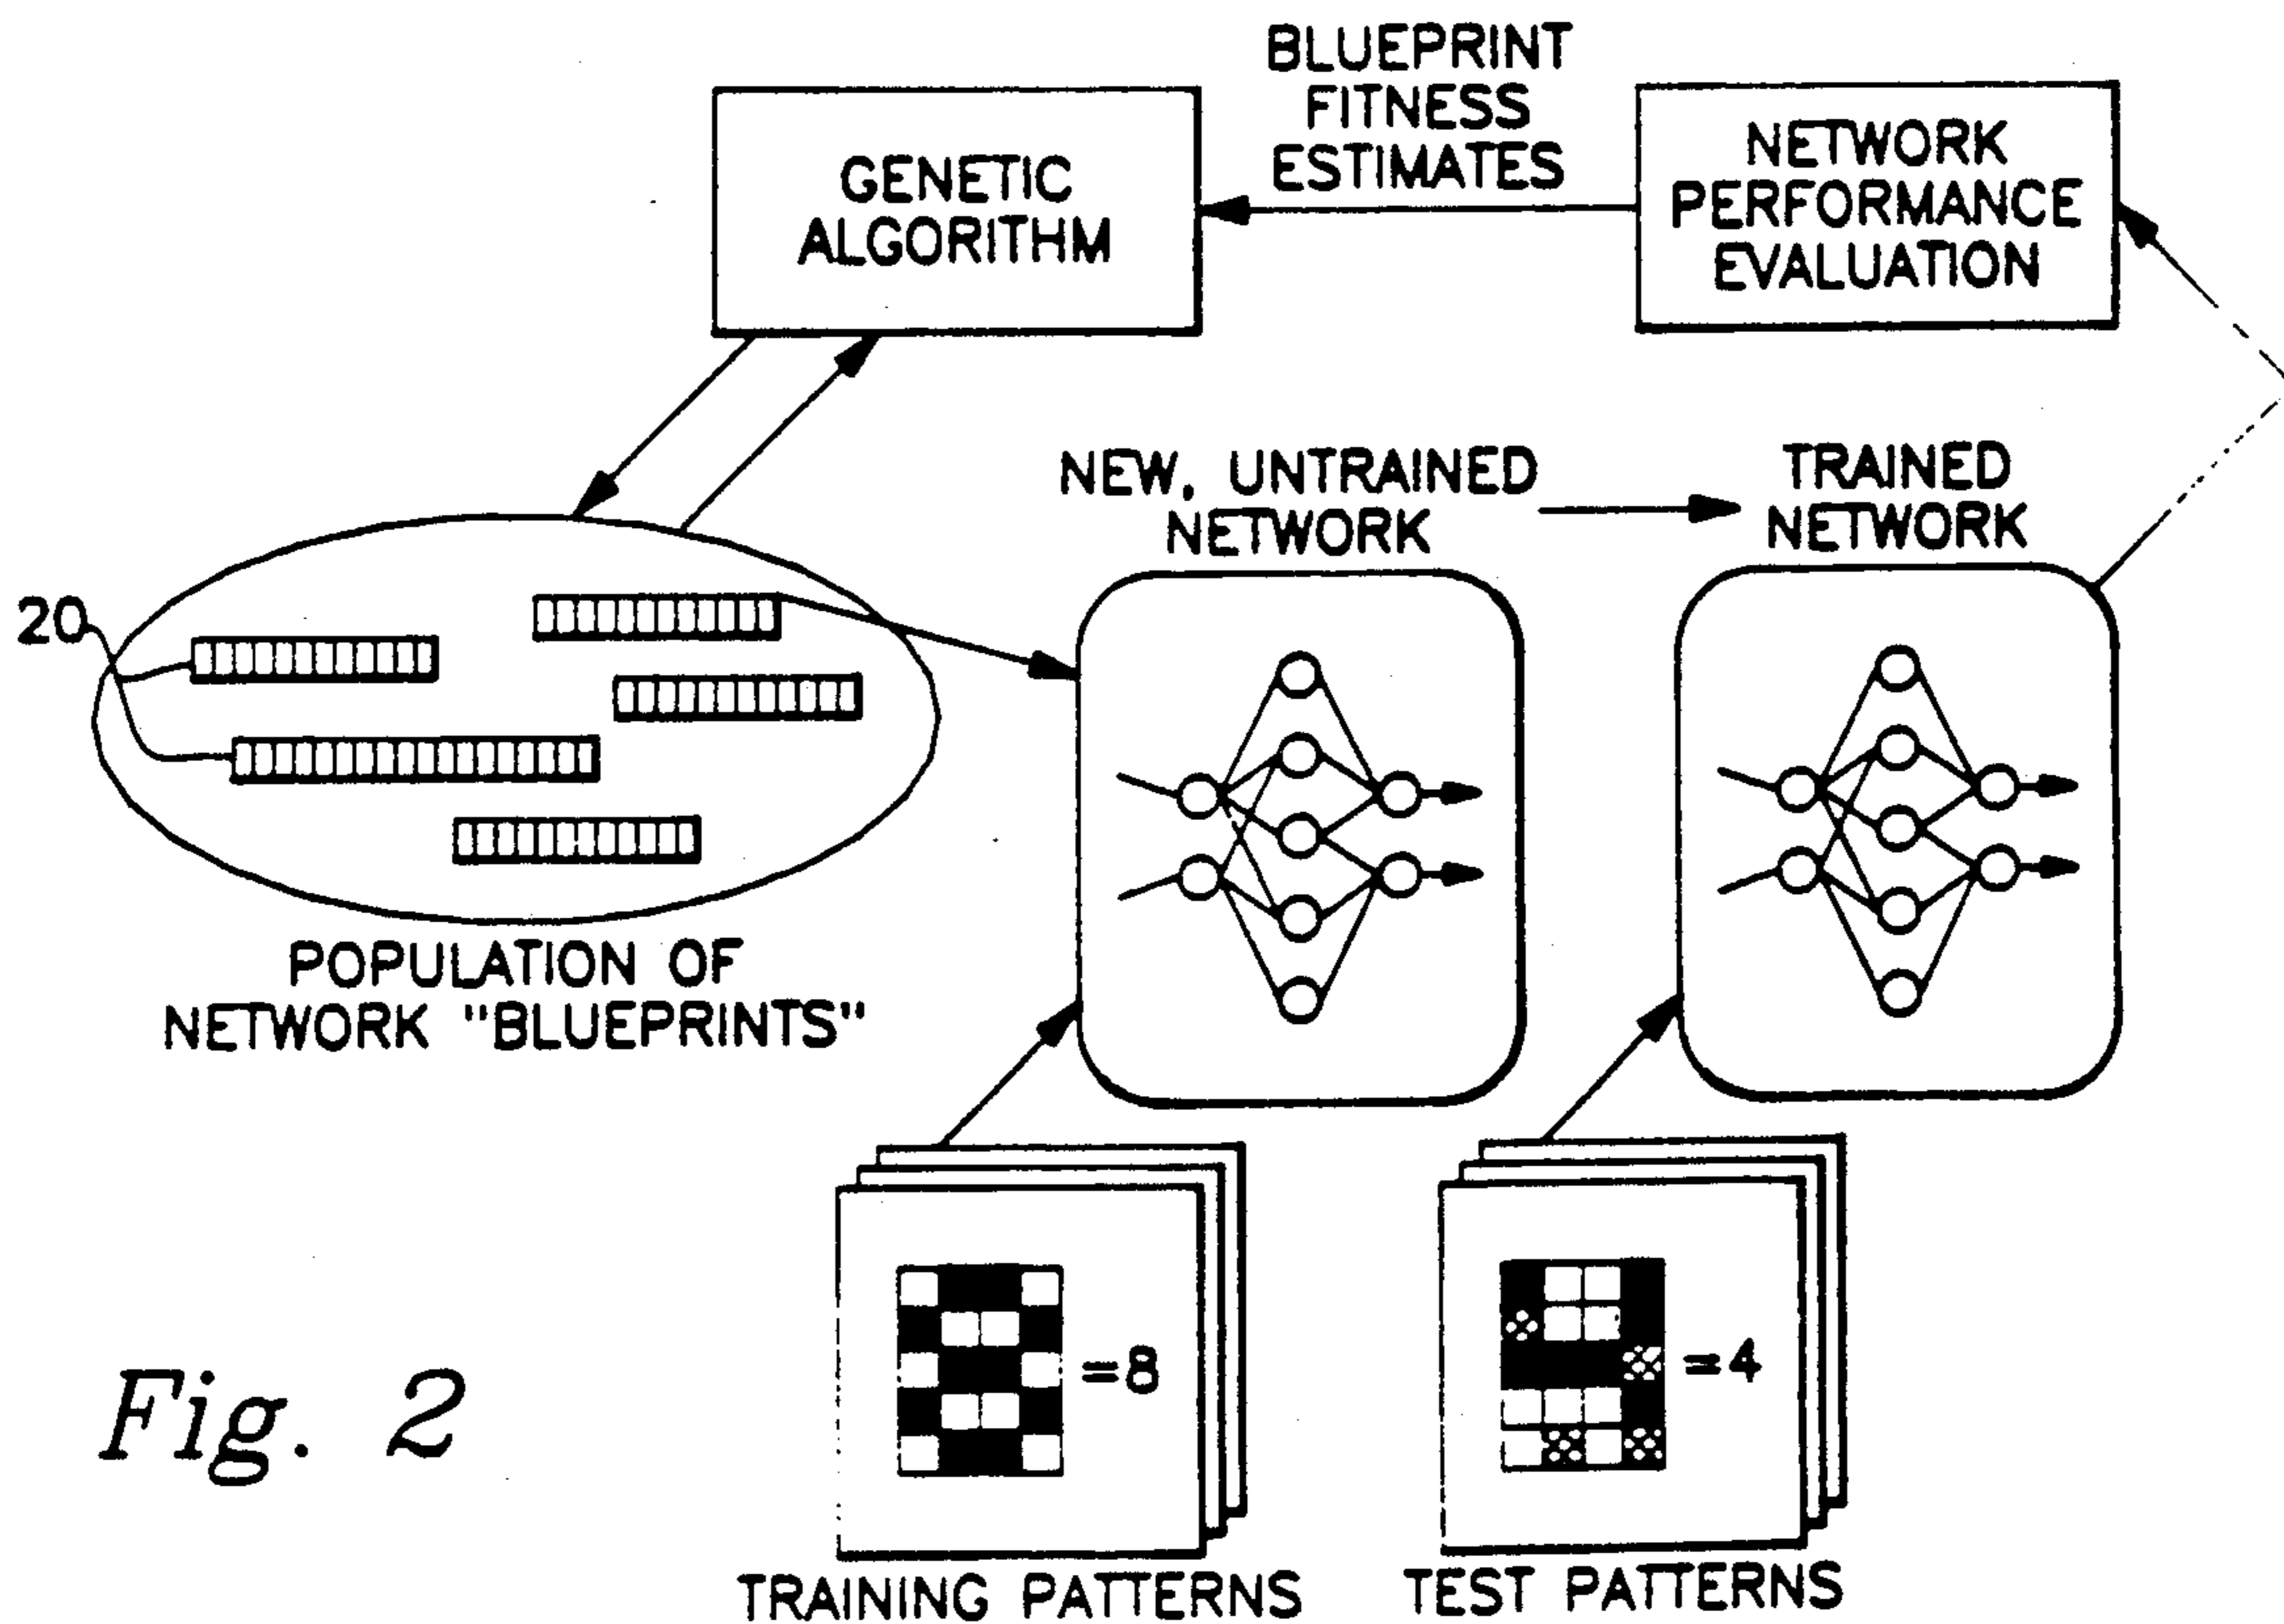 BLUEPRINT
FITNESS
ESTIMATES
GENETIC
ALGORITHM
NETWORK
PERFORMANCE
EVALUATION
NEW, UNTRAINED
NETWORK
TRAINED
NETWORK
20
POPULATION OF
NETWORK "BLUEPRINTS"
=8
=4
Fig. 2
TRAINING PATTERNS
TEST PATTERNS